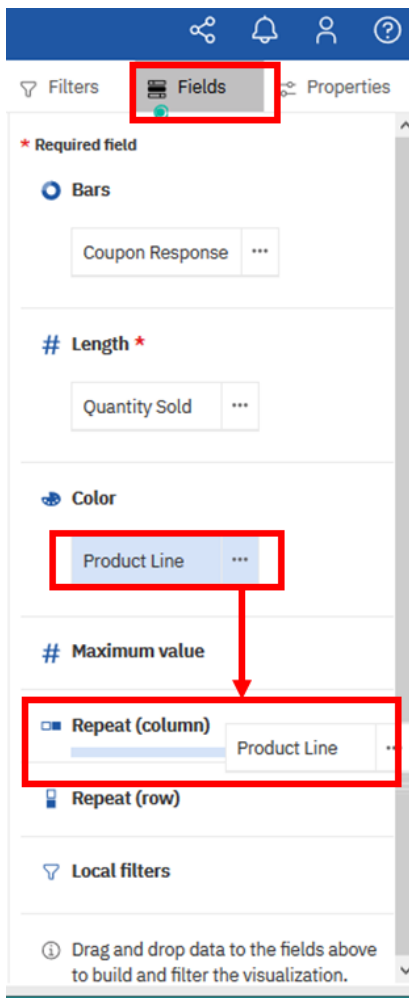 Filters Fields Properties
* Required field
Bars
Coupon Response ...
# Length *
Quantity Sold ...
Color
Product Line ...
# Maximum value
Repeat (column)
Product Line ...
Repeat (row)
Local filters
Drag and drop data to the fields above
to build and filter the visualization.